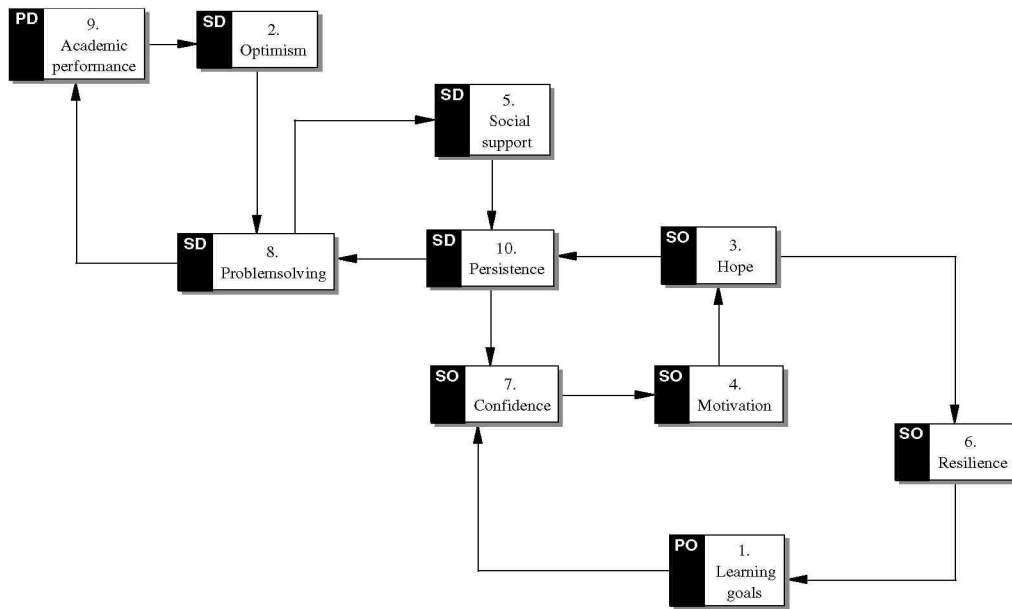 PD
9.
Academic
performance
SD
2.
Optimism
SD
5.
Social
support
SD
8.
Problemsolving
SD
10.
Persistence
SO
3.
Hope
SO
7.
Confidence
SO
4.
Motivation
SO
6.
Resilience
PO
1.
Learning
goals